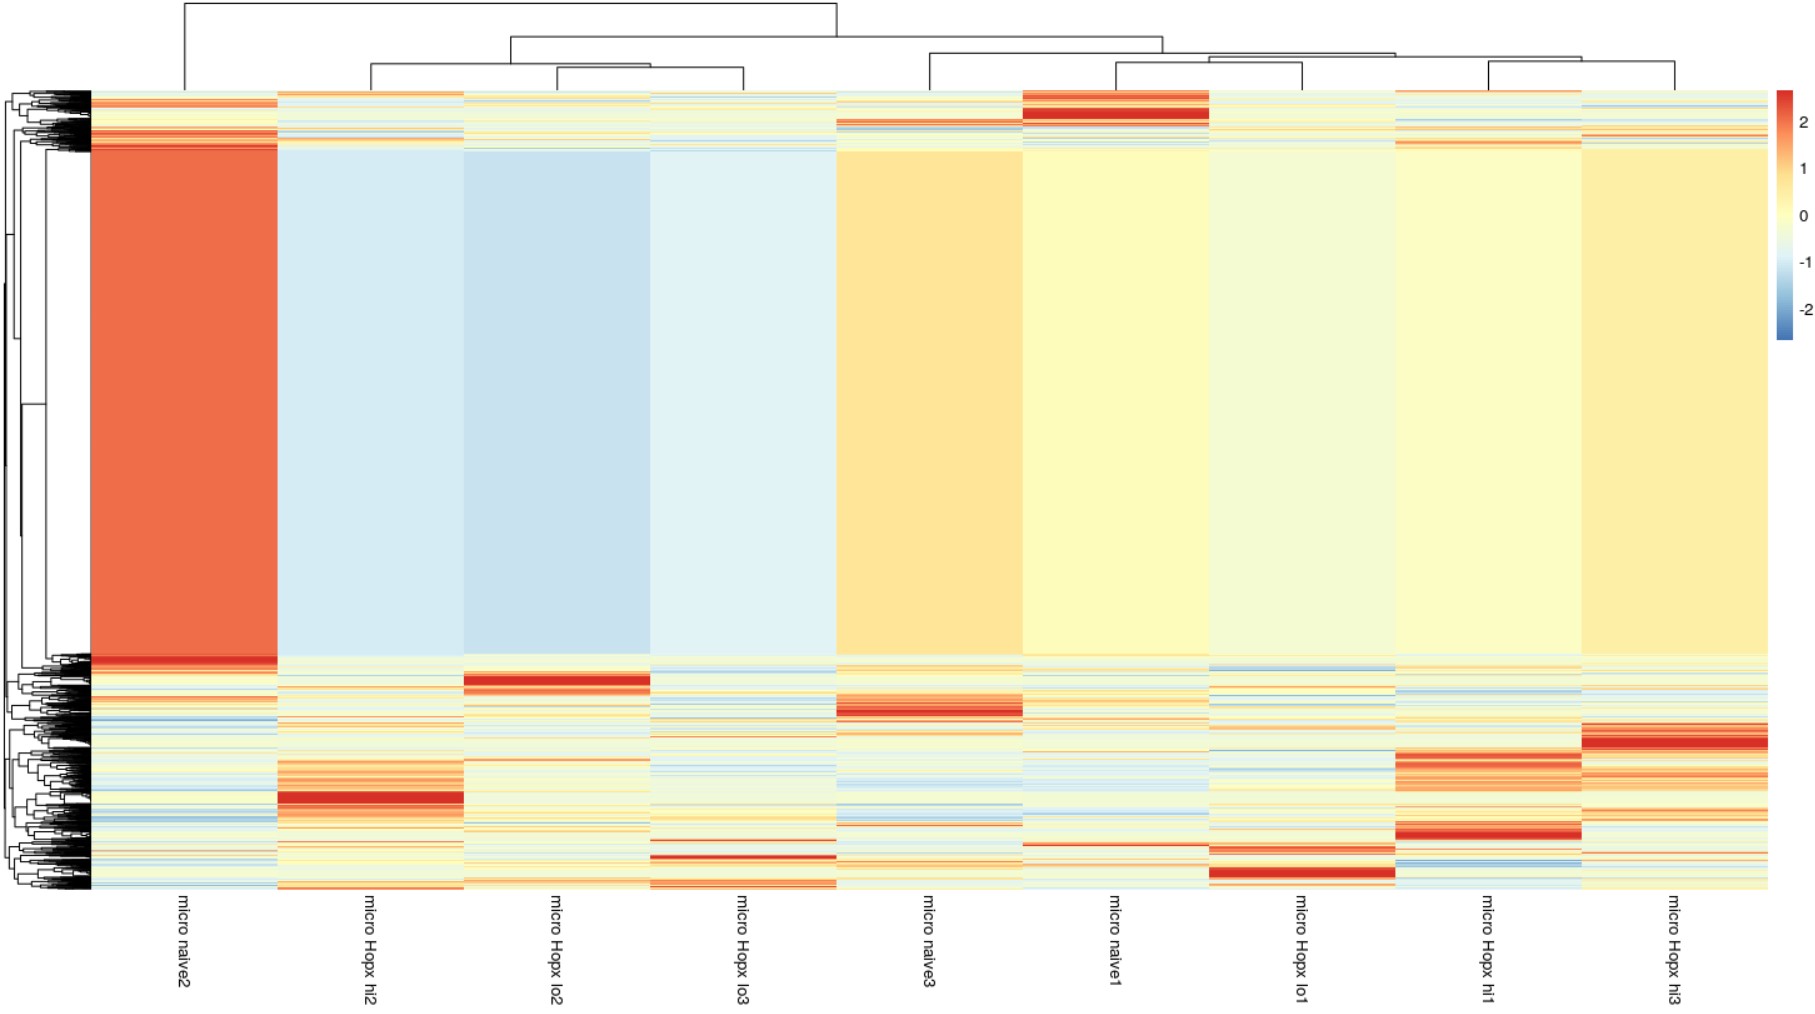 2
1
0
-1
-2
micro naive2
micro Hopx hi2
micro Hopx lo2
micro Hopx lo3
micro naive3
micro naive1
micro Hopx lo1
micro Hopx hi1
micro Hopx hi3